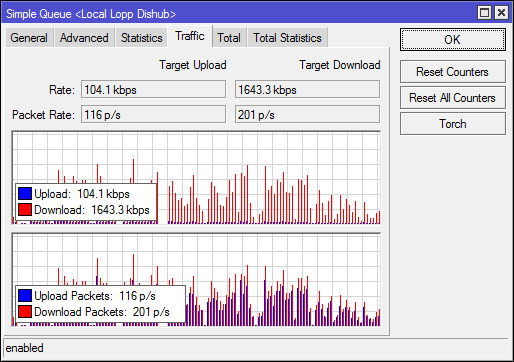 Simple Queue <Local Lopp Dishub>
General Advanced Statistics Traffic Total Total Statistics
OK
Target Upload Target Download
Rate: 104.1 kbps 1643.3 kbps
Reset Counters
Reset All Counters
Packet Rate: 116 p/s 201 p/s
Torch
Upload: 104.1 kbps
Download: 1643.3 kbps
Upload Packets: 116 p/s
Download Packets: 201 p/s
enabled